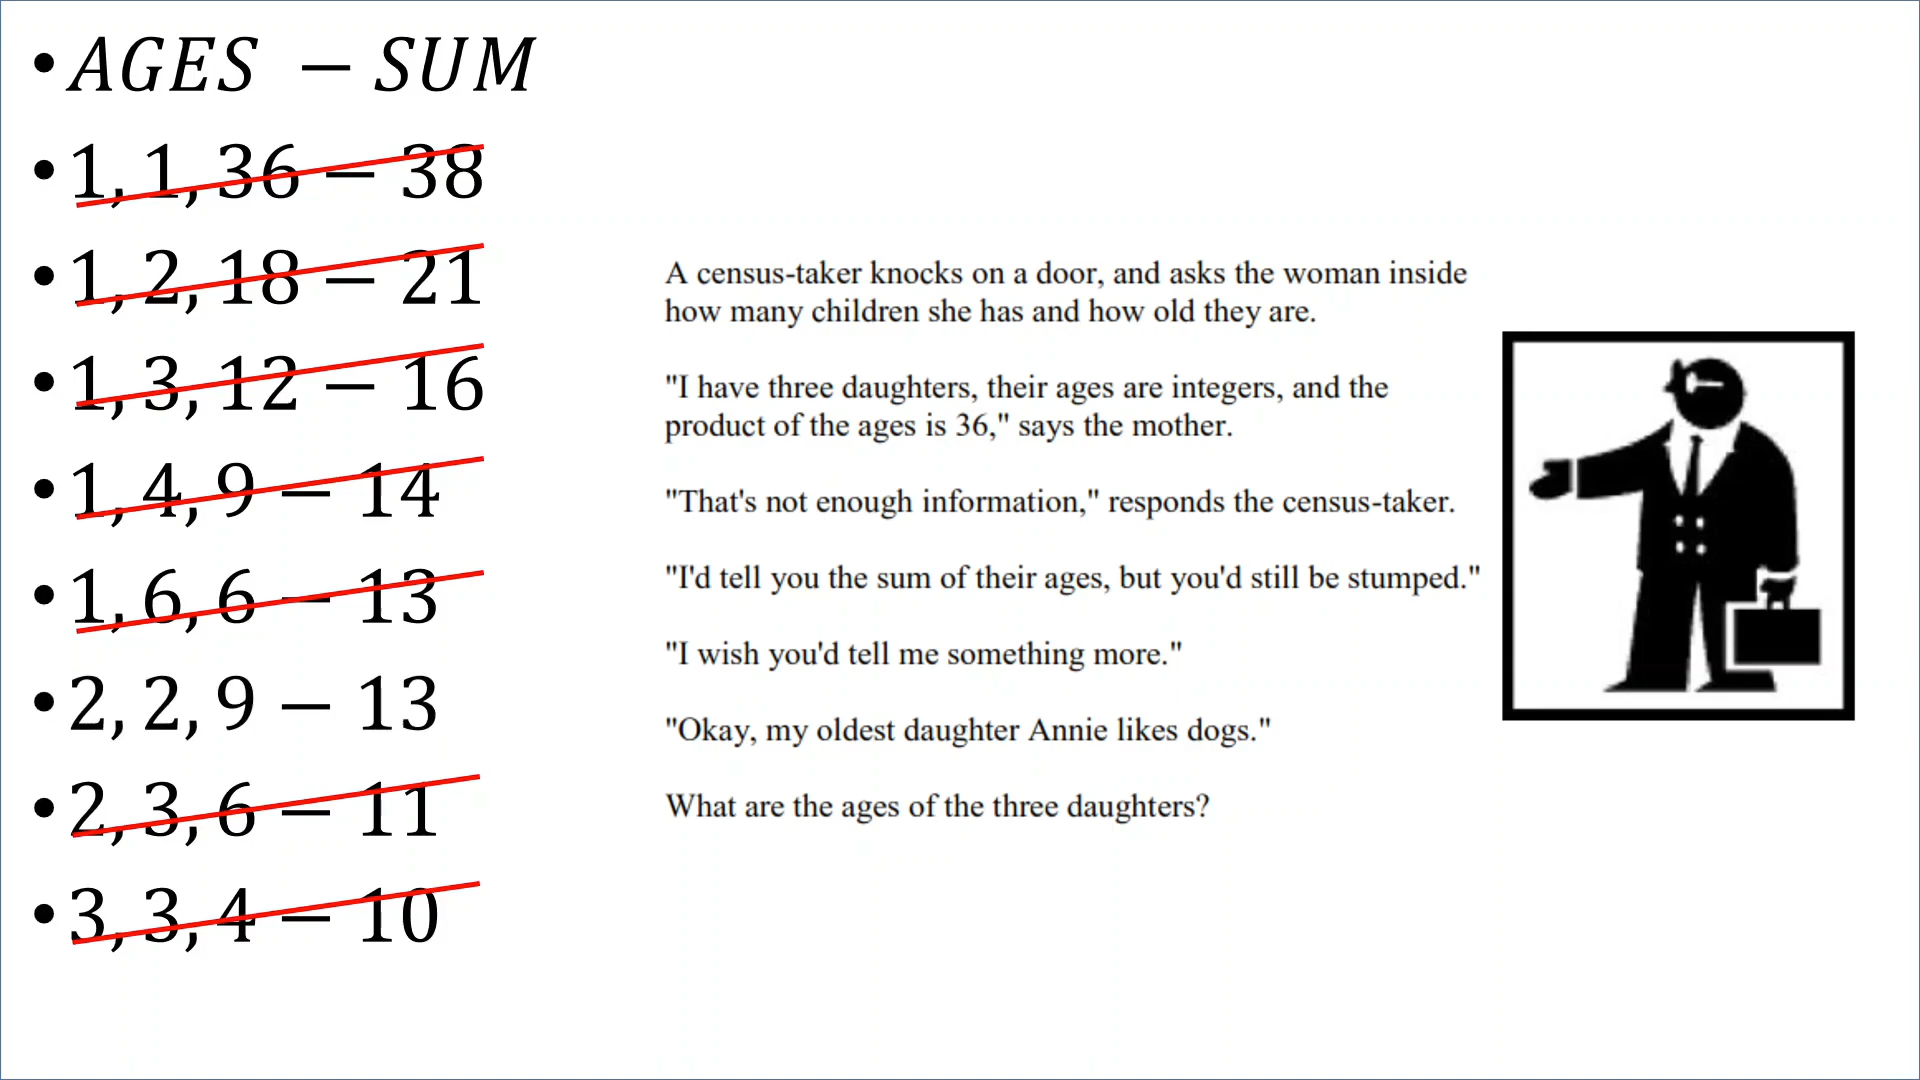 • AGES – SUM
• 1, 1, 36 – 38
• 1, 2, 18 – 21
• 1, 3, 12 – 16
• 1, 4, 9 – 14
• 1, 6, 6 – 13
• 2, 2, 9 – 13
• 2, 3, 6 – 11
• 3, 3, 4 – 10
A census-taker knocks on a door, and asks the woman inside
how many children she has and how old they are.
"I have three daughters, their ages are integers, and the
product of the ages is 36," says the mother.
"That's not enough information," responds the census-taker.
"I'd tell you the sum of their ages, but you'd still be stumped."
"I wish you'd tell me something more."
"Okay, my oldest daughter Annie likes dogs."
What are the ages of the three daughters?